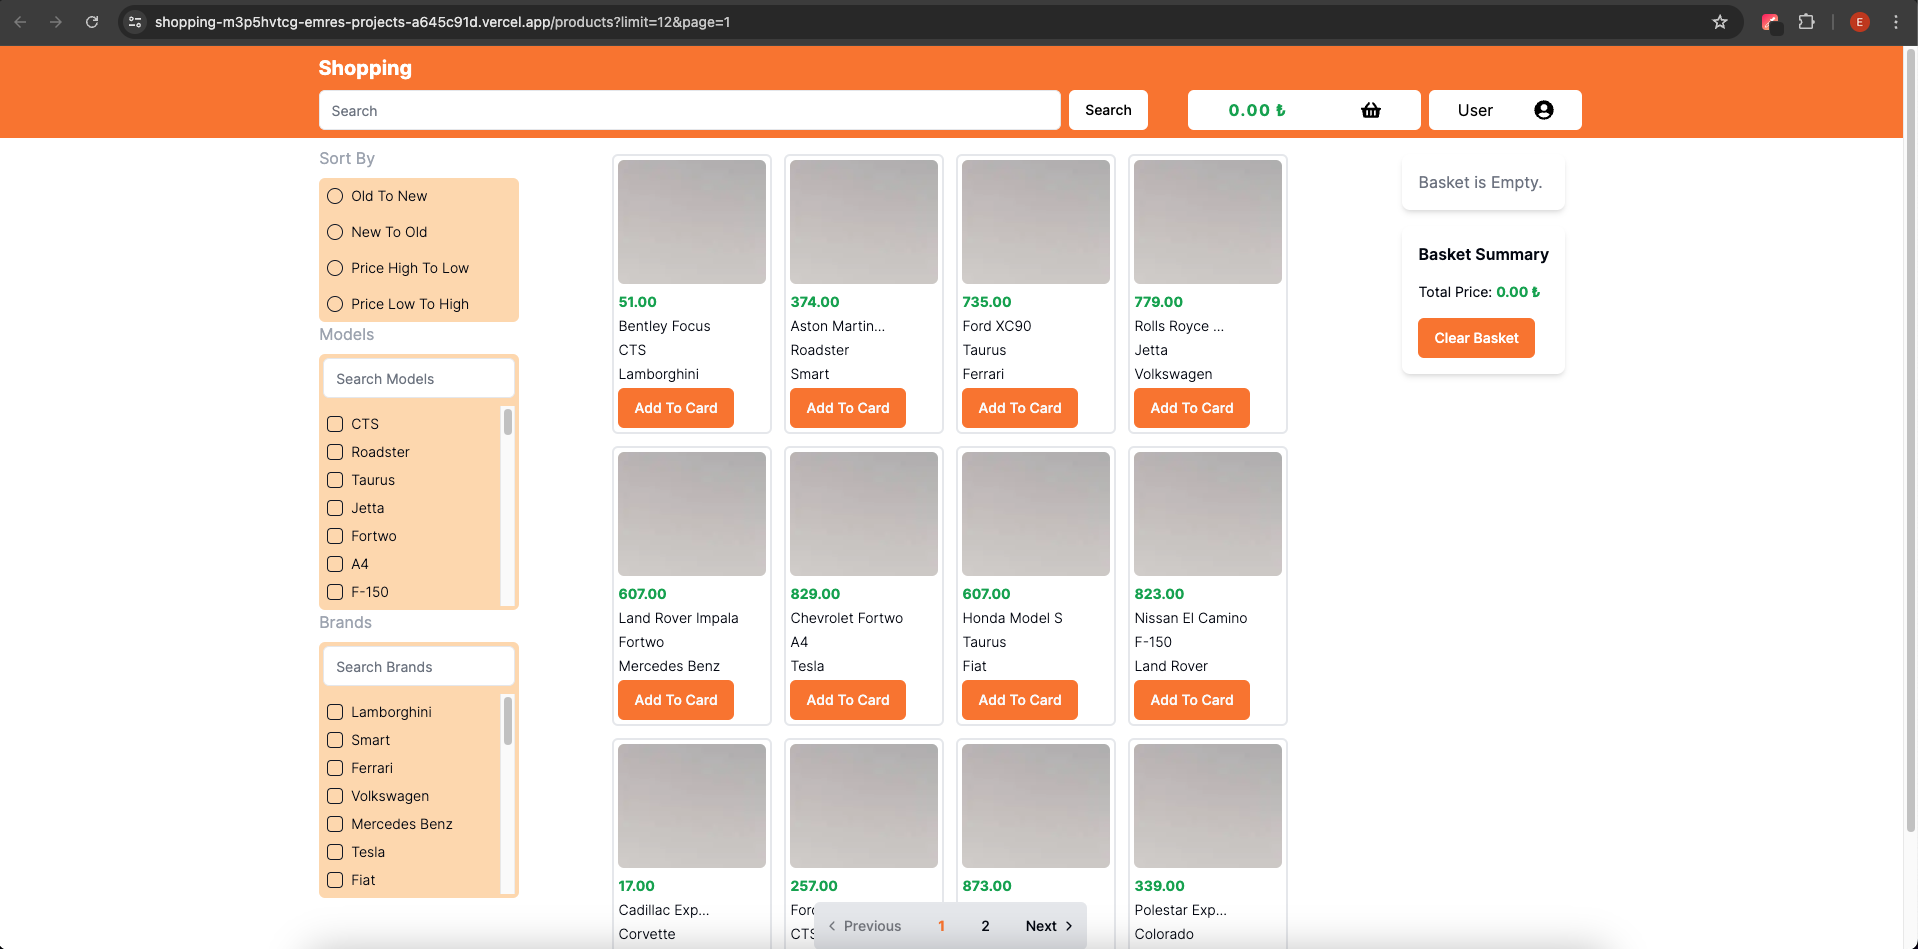 shopping-m3p5hvtcg-emres-projects-a645c91d.vercel.app/products?limit=12&page=1
E
Shopping
Search
Search
0.00 ₺
User
Sort By
Old To New
New To Old
Price High To Low
Price Low To High
Models
Search Models
CTS
Roadster
Taurus
Jetta
Fortwo
A4
F-150
Brands
Search Brands
Lamborghini
Smart
Ferrari
Volkswagen
Mercedes Benz
Tesla
Fiat
51.00
Bentley Focus
CTS
Lamborghini
Add To Card
374.00
Aston Martin...
Roadster
Smart
Add To Card
735.00
Ford XC90
Taurus
Ferrari
Add To Card
779.00
Rolls Royce ...
Jetta
Volkswagen
Add To Card
607.00
Land Rover Impala
Fortwo
Mercedes Benz
Add To Card
829.00
Chevrolet Fortwo
A4
Tesla
Add To Card
607.00
Honda Model S
Taurus
Fiat
Add To Card
823.00
Nissan El Camino
F-150
Land Rover
Add To Card
17.00
Cadillac Exp...
Corvette
257.00
873.00
339.00
Polestar Exp...
Colorado
Previous
1
2
Next
Basket is Empty.
Basket Summary
Total Price: 0.00 ₺
Clear Basket